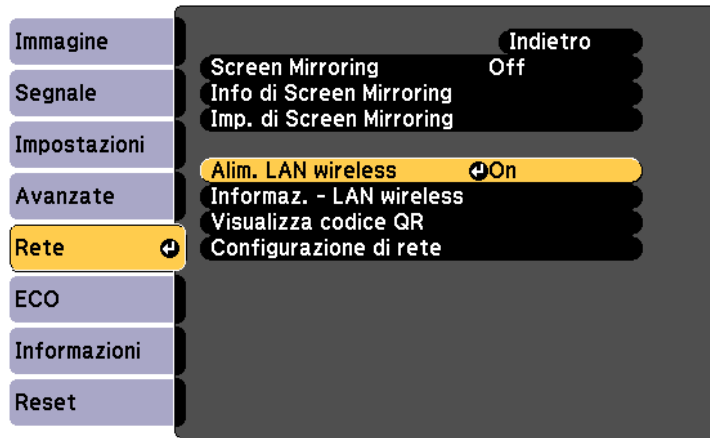 Immagine
Segnale
Impostazioni
Avanzate
Rete
ECO
Informazioni
Reset
Indietro
Screen Mirroring Off
Info di Screen Mirroring
Imp. di Screen Mirroring
Alim. LAN wireless On
Informaz. - LAN wireless
Visualizza codice QR
Configurazione di rete